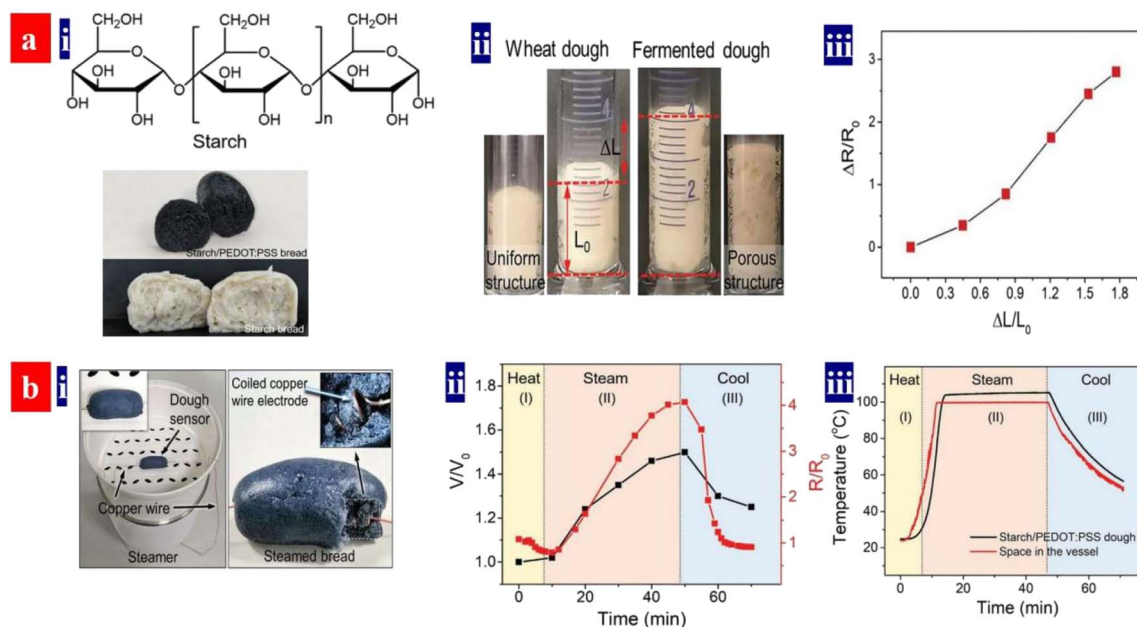 a
i
CH₂OH
CH₂OH
CH₂OH
O
O
O
OH
OH
OH
O
O
OH
OH
OH
OH
OH
n
Starch
Starch/PEDOT:PSS bread
Starch bread
ii
Wheat dough
Fermented dough
4
4
ΔL
2
2
L₀
Uniform
structure
Porous
structure
iii
ΔR/R₀
3
2
1
0
0.0 0.3 0.6 0.9 1.2 1.5 1.8
ΔL/L₀
b
i
Dough
sensor
Copper wire
Steamer
Coiled copper
wire electrode
Steamed bread
ii
Heat
(I)
Steam
(II)
Cool
(III)
V/V₀
1.8
1.6
1.4
1.2
1.0
R/R₀
4
3
2
1
0 20 40 60
Time (min)
iii
Heat
(I)
Steam
(II)
Cool
(III)
Temperature (°C)
140
120
100
80
60
40
20
Starch/PEDOT:PSS dough
Space in the vessel
0 20 40 60
Time (min)